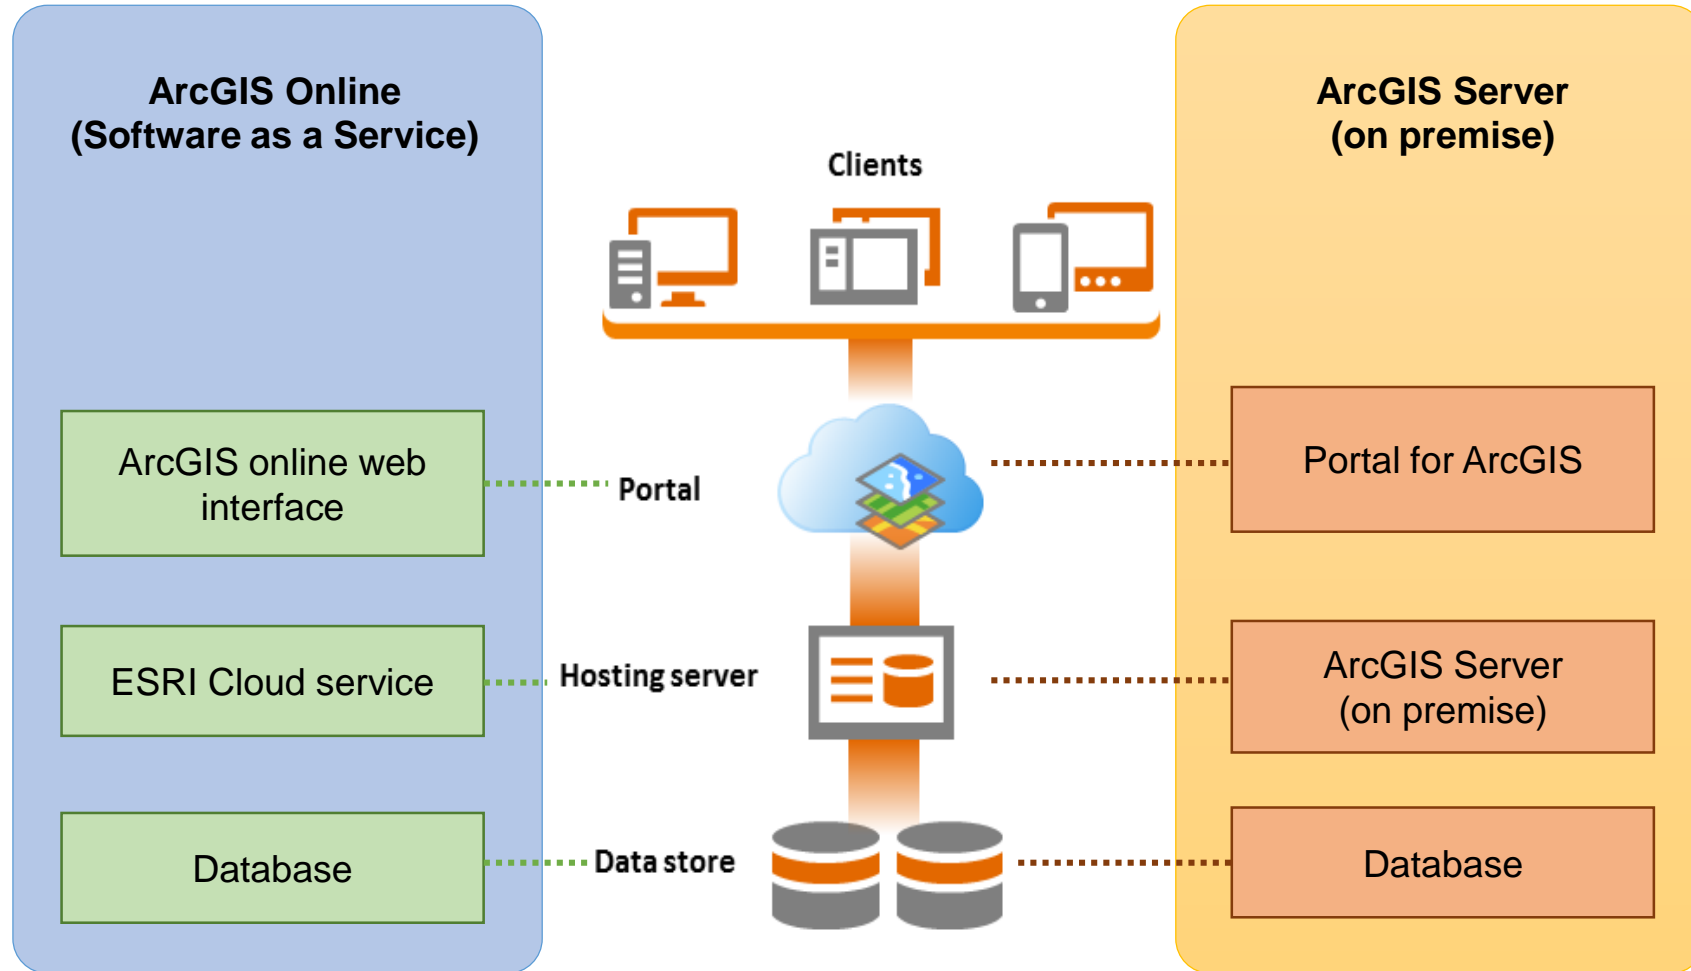 ArcGIS Online
(Software as a Service)
ArcGIS online web
interface
ESRI Cloud service
Database
Clients
Portal
Hosting server
Data store
ArcGIS Server
(on premise)
Portal for ArcGIS
ArcGIS Server
(on premise)
Database